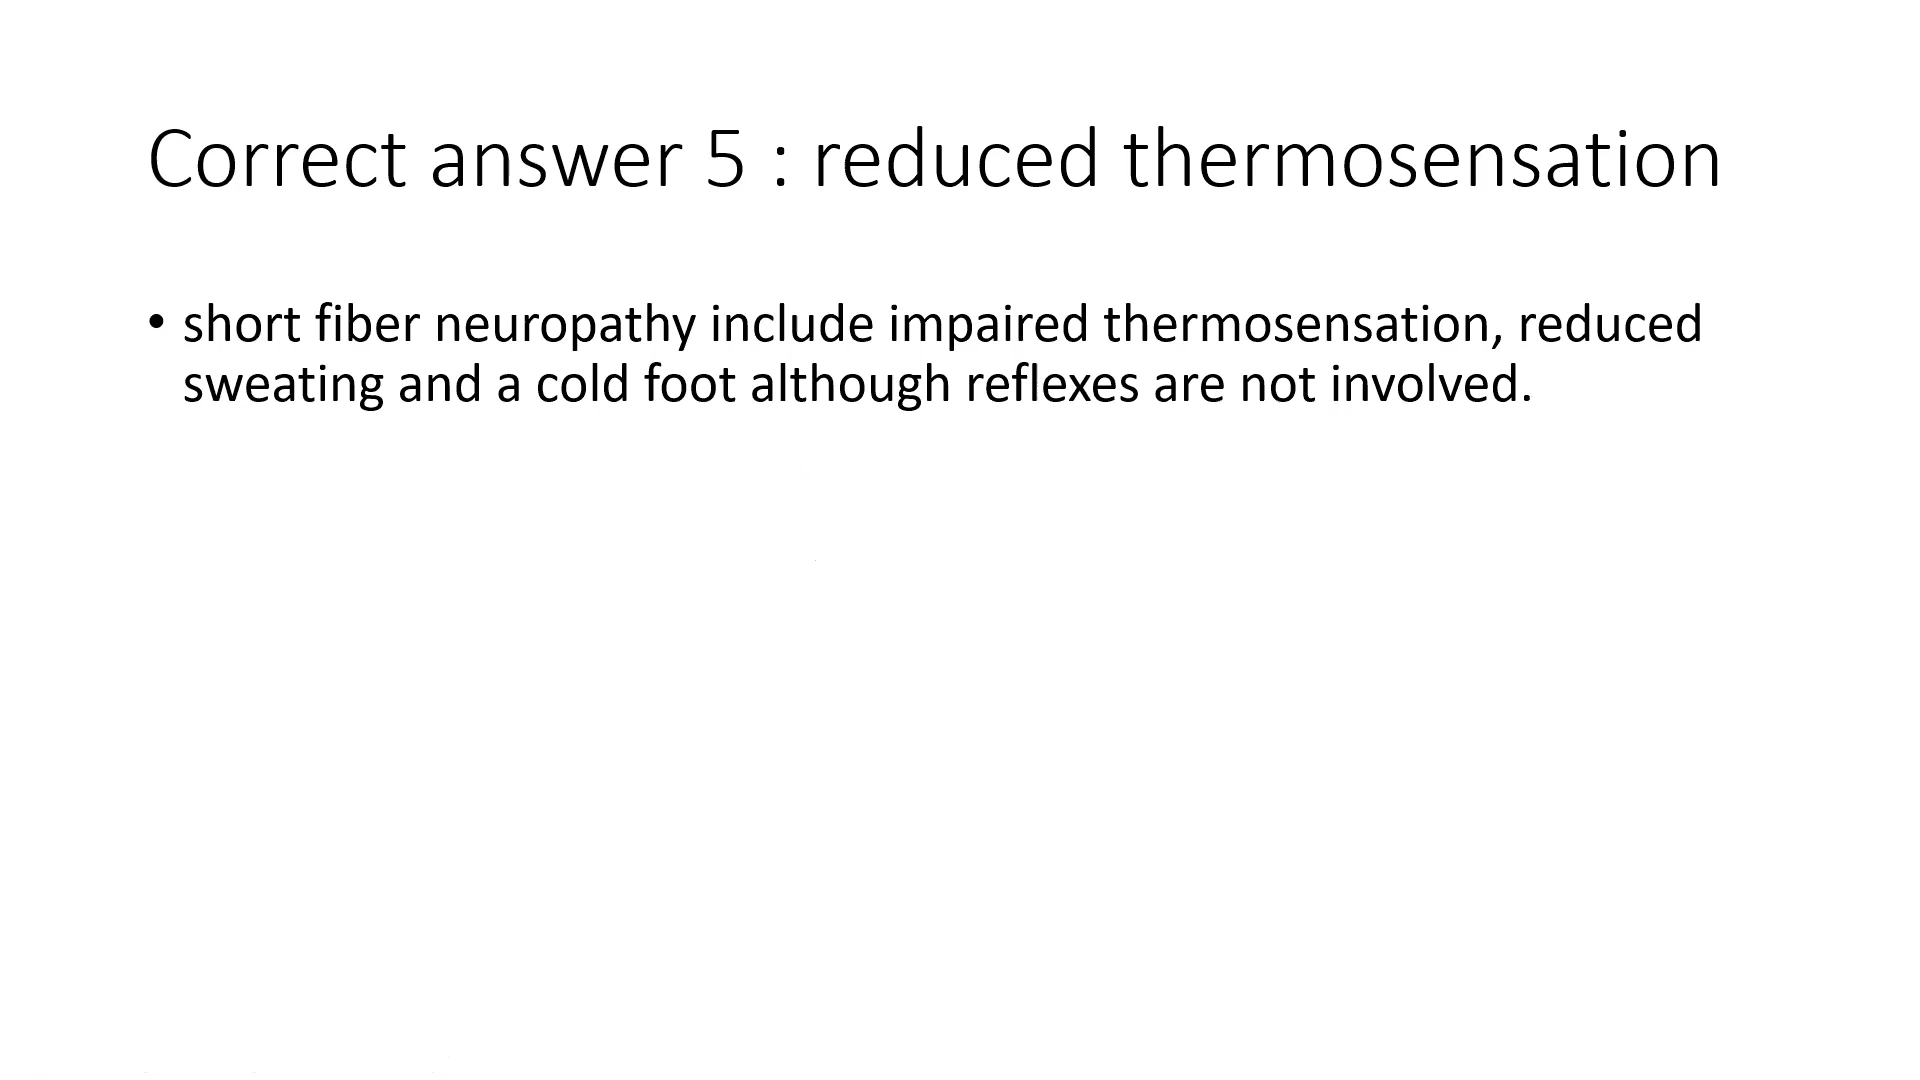 Correct answer 5 : reduced thermosensation
• short fiber neuropathy include impaired thermosensation, reduced
sweating and a cold foot although reflexes are not involved.